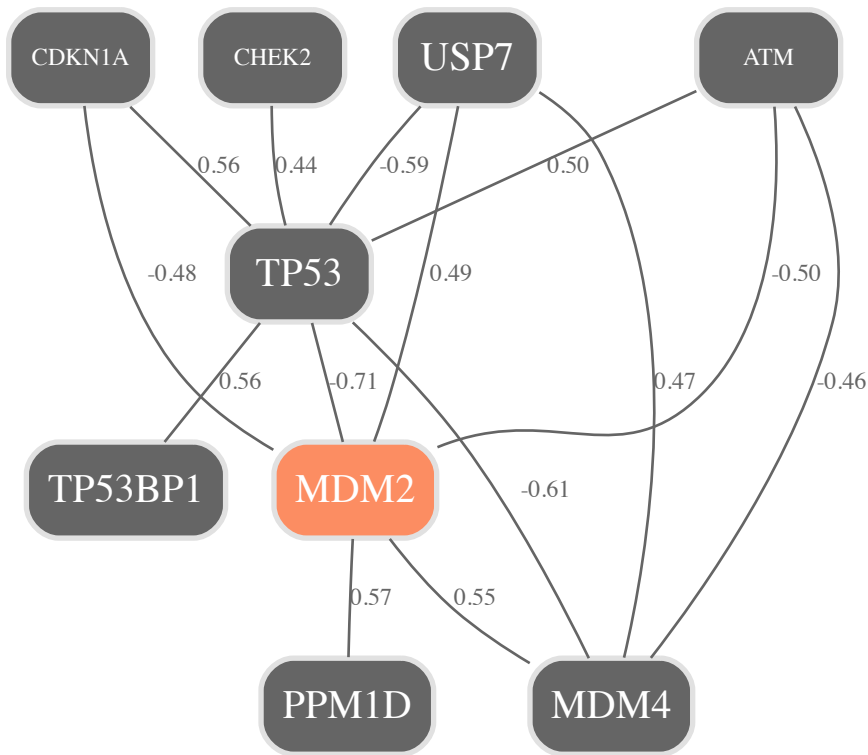 CDKN1A CHEK2 USP7 ATM
0.56 0.44 -0.59 0.50
TP53
-0.48 0.49 -0.50
0.56 -0.71 0.47 -0.46
TP53BP1 MDM2 -0.61
0.57 0.55
PPM1D MDM4